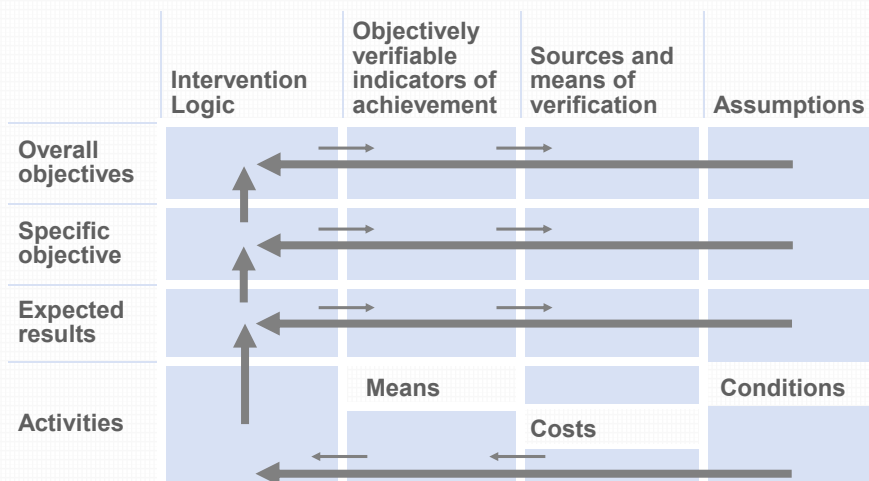 Intervention
Logic
Objectively
verifiable
indicators of
achievement
Sources and
means of
verification
Assumptions
Overall
objectives
Specific
objective
Expected
results
Activities
Means
Costs
Conditions